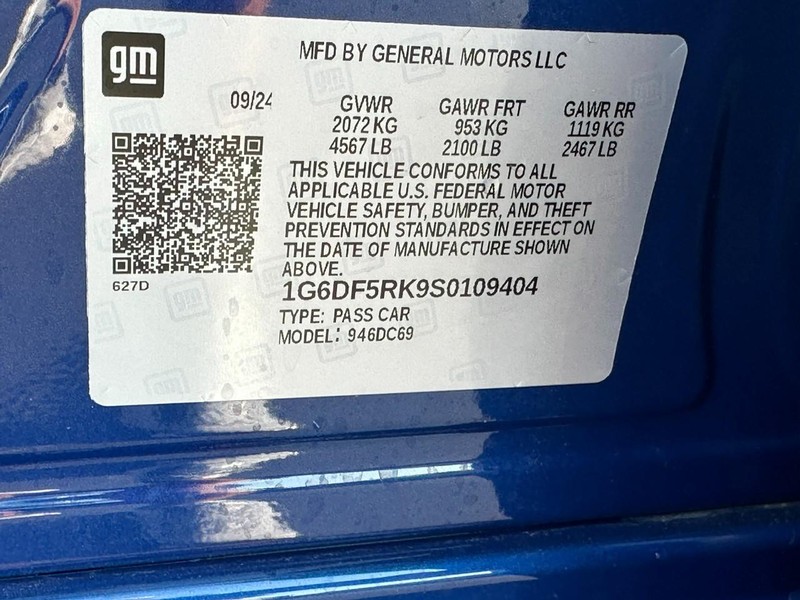 gm
MFD BY GENERAL MOTORS LLC
09/24 GVWR GAWR FRT GAWR RR
2072 KG 953 KG 1119 KG
4567 LB 2100 LB 2467 LB
THIS VEHICLE CONFORMS TO ALL
APPLICABLE U.S. FEDERAL MOTOR
VEHICLE SAFETY, BUMPER, AND THEFT
PREVENTION STANDARDS IN EFFECT ON
THE DATE OF MANUFACTURE SHOWN
ABOVE.
627D
1G6DF5RK9S0109404
TYPE: PASS CAR
MODEL: 946DC69